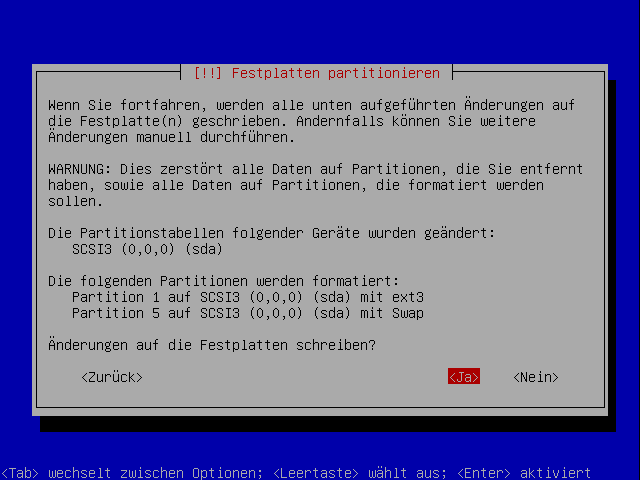 [!!] Festplatten partitionieren
Wenn Sie fortfahren, werden alle unten aufgeführten Änderungen auf
die Festplatte(n) geschrieben. Andernfalls können Sie weitere
Änderungen manuell durchführen.
WARNUNG: Dies zerstört alle Daten auf Partitionen, die Sie entfernt
haben, sowie alle Daten auf Partitionen, die formatiert werden
sollen.
Die Partitionstabellen folgender Geräte wurden geändert:
SCSI3 (0,0,0) (sda)
Die folgenden Partitionen werden formatiert:
Partition 1 auf SCSI3 (0,0,0) (sda) mit ext3
Partition 5 auf SCSI3 (0,0,0) (sda) mit Swap
Änderungen auf die Festplatten schreiben?
<Zurück> <Ja> <Nein>
<Tab> wechselt zwischen Optionen; <Leertaste> wählt aus; <Enter> aktiviert